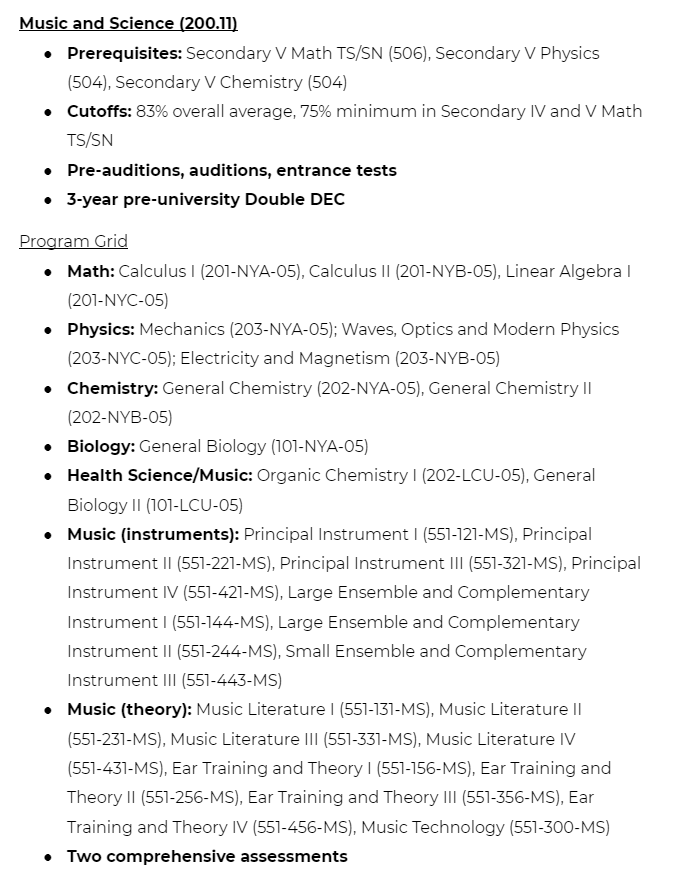 Music and Science (200.11)
● Prerequisites: Secondary V Math TS/SN (506), Secondary V Physics
(504), Secondary V Chemistry (504)
● Cutoffs: 83% overall average, 75% minimum in Secondary IV and V Math
TS/SN
● Pre-auditions, auditions, entrance tests
● 3-year pre-university Double DEC
Program Grid
● Math: Calculus I (201-NYA-05), Calculus II (201-NYB-05), Linear Algebra I
(201-NYC-05)
● Physics: Mechanics (203-NYA-05); Waves, Optics and Modern Physics
(203-NYC-05); Electricity and Magnetism (203-NYB-05)
● Chemistry: General Chemistry (202-NYA-05), General Chemistry II
(202-NYB-05)
● Biology: General Biology (101-NYA-05)
● Health Science/Music: Organic Chemistry I (202-LCU-05), General
Biology II (101-LCU-05)
● Music (instruments): Principal Instrument I (551-121-MS), Principal
Instrument II (551-221-MS), Principal Instrument III (551-321-MS), Principal
Instrument IV (551-421-MS), Large Ensemble and Complementary
Instrument I (551-144-MS), Large Ensemble and Complementary
Instrument II (551-244-MS), Small Ensemble and Complementary
Instrument III (551-443-MS)
● Music (theory): Music Literature I (551-131-MS), Music Literature II
(551-231-MS), Music Literature III (551-331-MS), Music Literature IV
(551-431-MS), Ear Training and Theory I (551-156-MS), Ear Training and
Theory II (551-256-MS), Ear Training and Theory III (551-356-MS), Ear
Training and Theory IV (551-456-MS), Music Technology (551-300-MS)
● Two comprehensive assessments